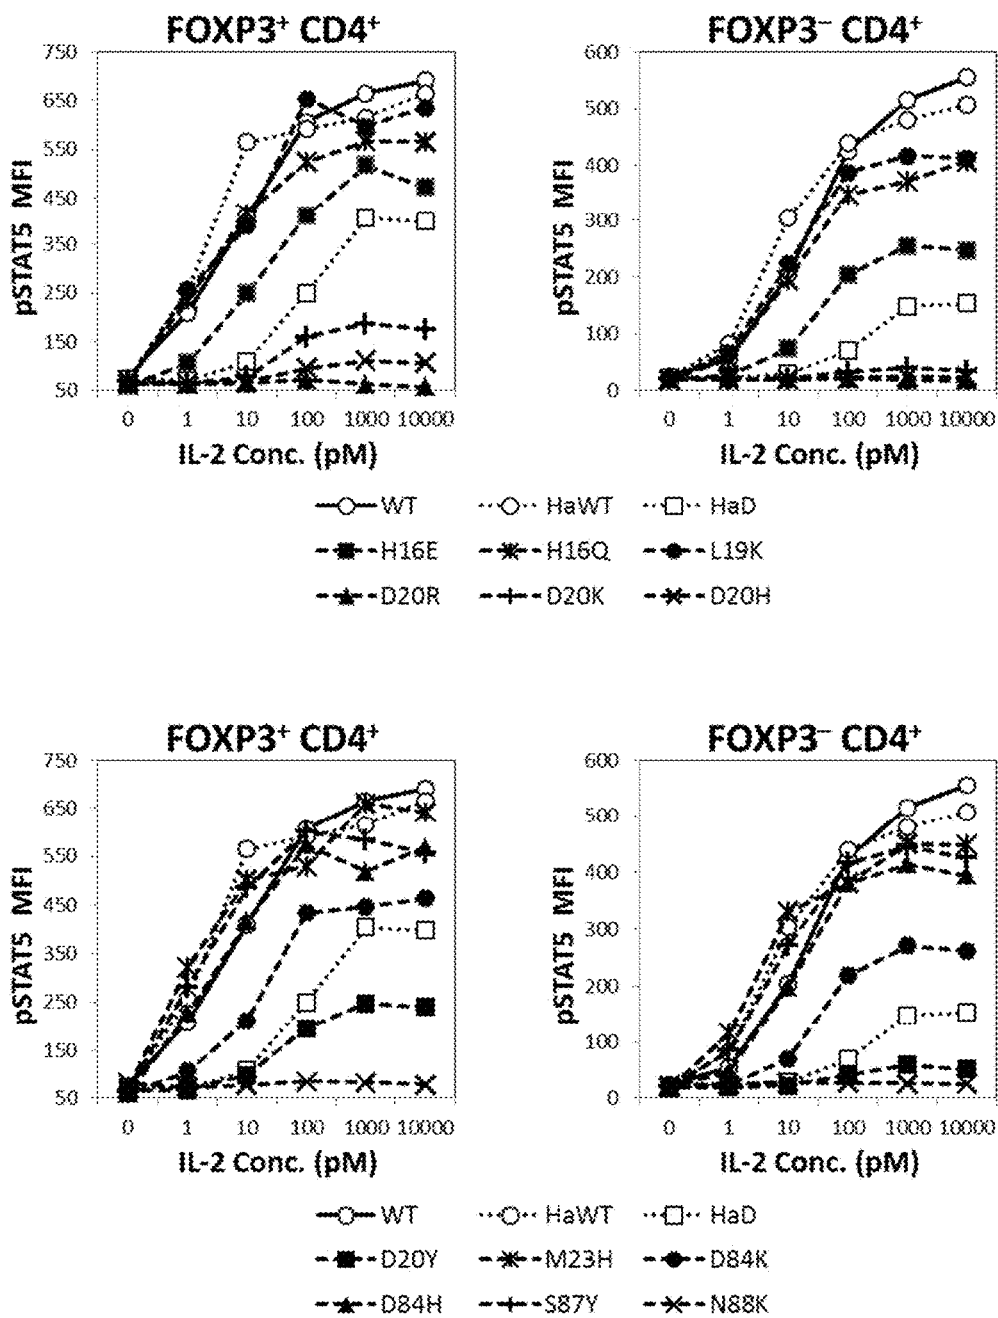 FOXP3⁺ CD4⁺
750
650
550
450
350
250
150
50
pSTAT5 MFI
0 1 10 100 1000 10000
IL-2 Conc. (pM)
FOXP3⁻ CD4⁺
600
500
400
300
200
100
0
pSTAT5 MFI
0 1 10 100 1000 10000
IL-2 Conc. (pM)
WT HaWT HaD
H16E H16Q L19K
D20R D20K D20H
FOXP3⁺ CD4⁺
750
650
550
450
350
250
150
50
pSTAT5 MFI
0 1 10 100 1000 10000
IL-2 Conc. (pM)
FOXP3⁻ CD4⁺
600
500
400
300
200
100
0
pSTAT5 MFI
0 1 10 100 1000 10000
IL-2 Conc. (pM)
WT HaWT HaD
D20Y M23H D84K
D84H S87Y N88K